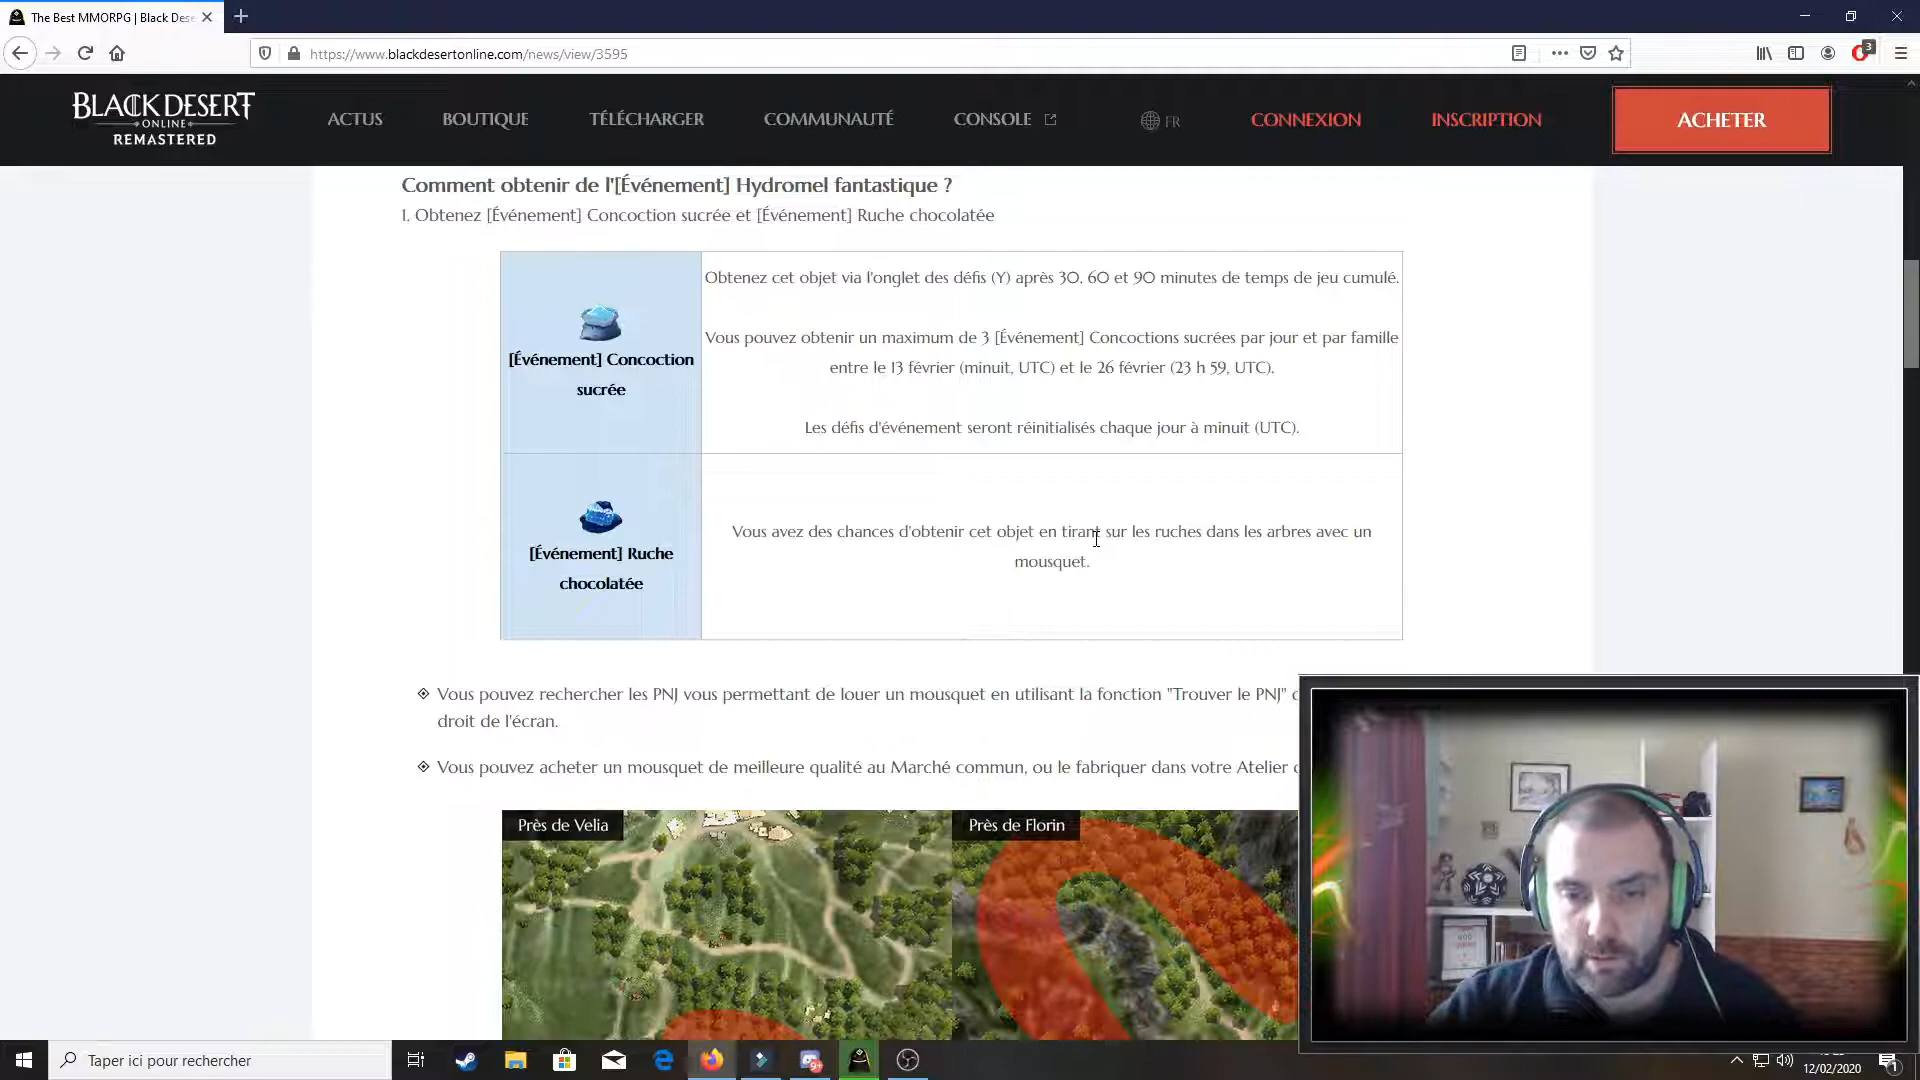 The Best MMORPG | Black Dese
https://www.blackdesertonline.com/news/view/3595
3
BLACK DESERT
ONLINE
REMASTERED
ACTUS
BOUTIQUE
TÉLÉCHARGER
COMMUNAUTÉ
CONSOLE
FR
CONNEXION
INSCRIPTION
ACHETER
Comment obtenir de l'[Événement] Hydromel fantastique ?
1. Obtenez [Événement] Concoction sucrée et [Événement] Ruche chocolatée
[Événement] Concoction
sucrée
Obtenez cet objet via l'onglet des défis (Y) après 30, 60 et 90 minutes de temps de jeu cumulé.
Vous pouvez obtenir un maximum de 3 [Événement] Concoctions sucrées par jour et par famille
entre le 13 février (minuit, UTC) et le 26 février (23 h 59, UTC).
Les défis d'événement seront réinitialisés chaque jour à minuit (UTC).
[Événement] Ruche
chocolatée
Vous avez des chances d'obtenir cet objet en tirant sur les ruches dans les arbres avec un
mousquet.
Vous pouvez rechercher les PNJ vous permettant de louer un mousquet en utilisant la fonction "Trouver le PNJ"
droit de l'écran.
Vous pouvez acheter un mousquet de meilleure qualité au Marché commun, ou le fabriquer dans votre Atelier
Près de Velia
Près de Florin
Taper ici pour rechercher
9+
12/02/2020
1